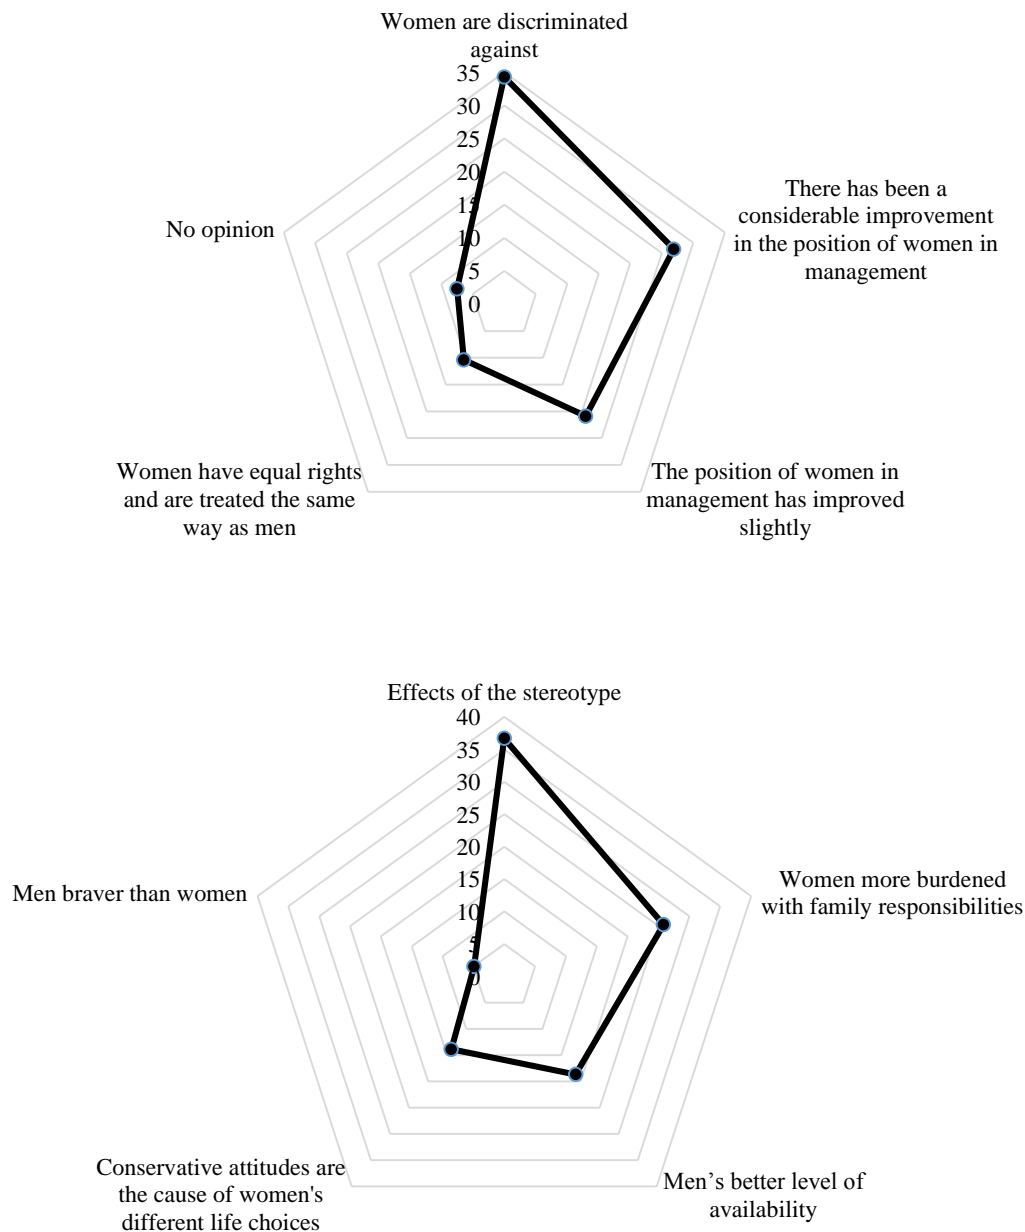 Women are discriminated
against
35
30
25
20
15
10
5
0
There has been a
considerable improvement
in the position of women in
management
No opinion
Women have equal rights
and are treated the same
way as men
The position of women in
management has improved
slightly
Effects of the stereotype
40
35
30
25
20
15
10
5
0
Men braver than women
Women more burdened
with family responsibilities
Conservative attitudes are
the cause of women's
different life choices
Men’s better level of
availability